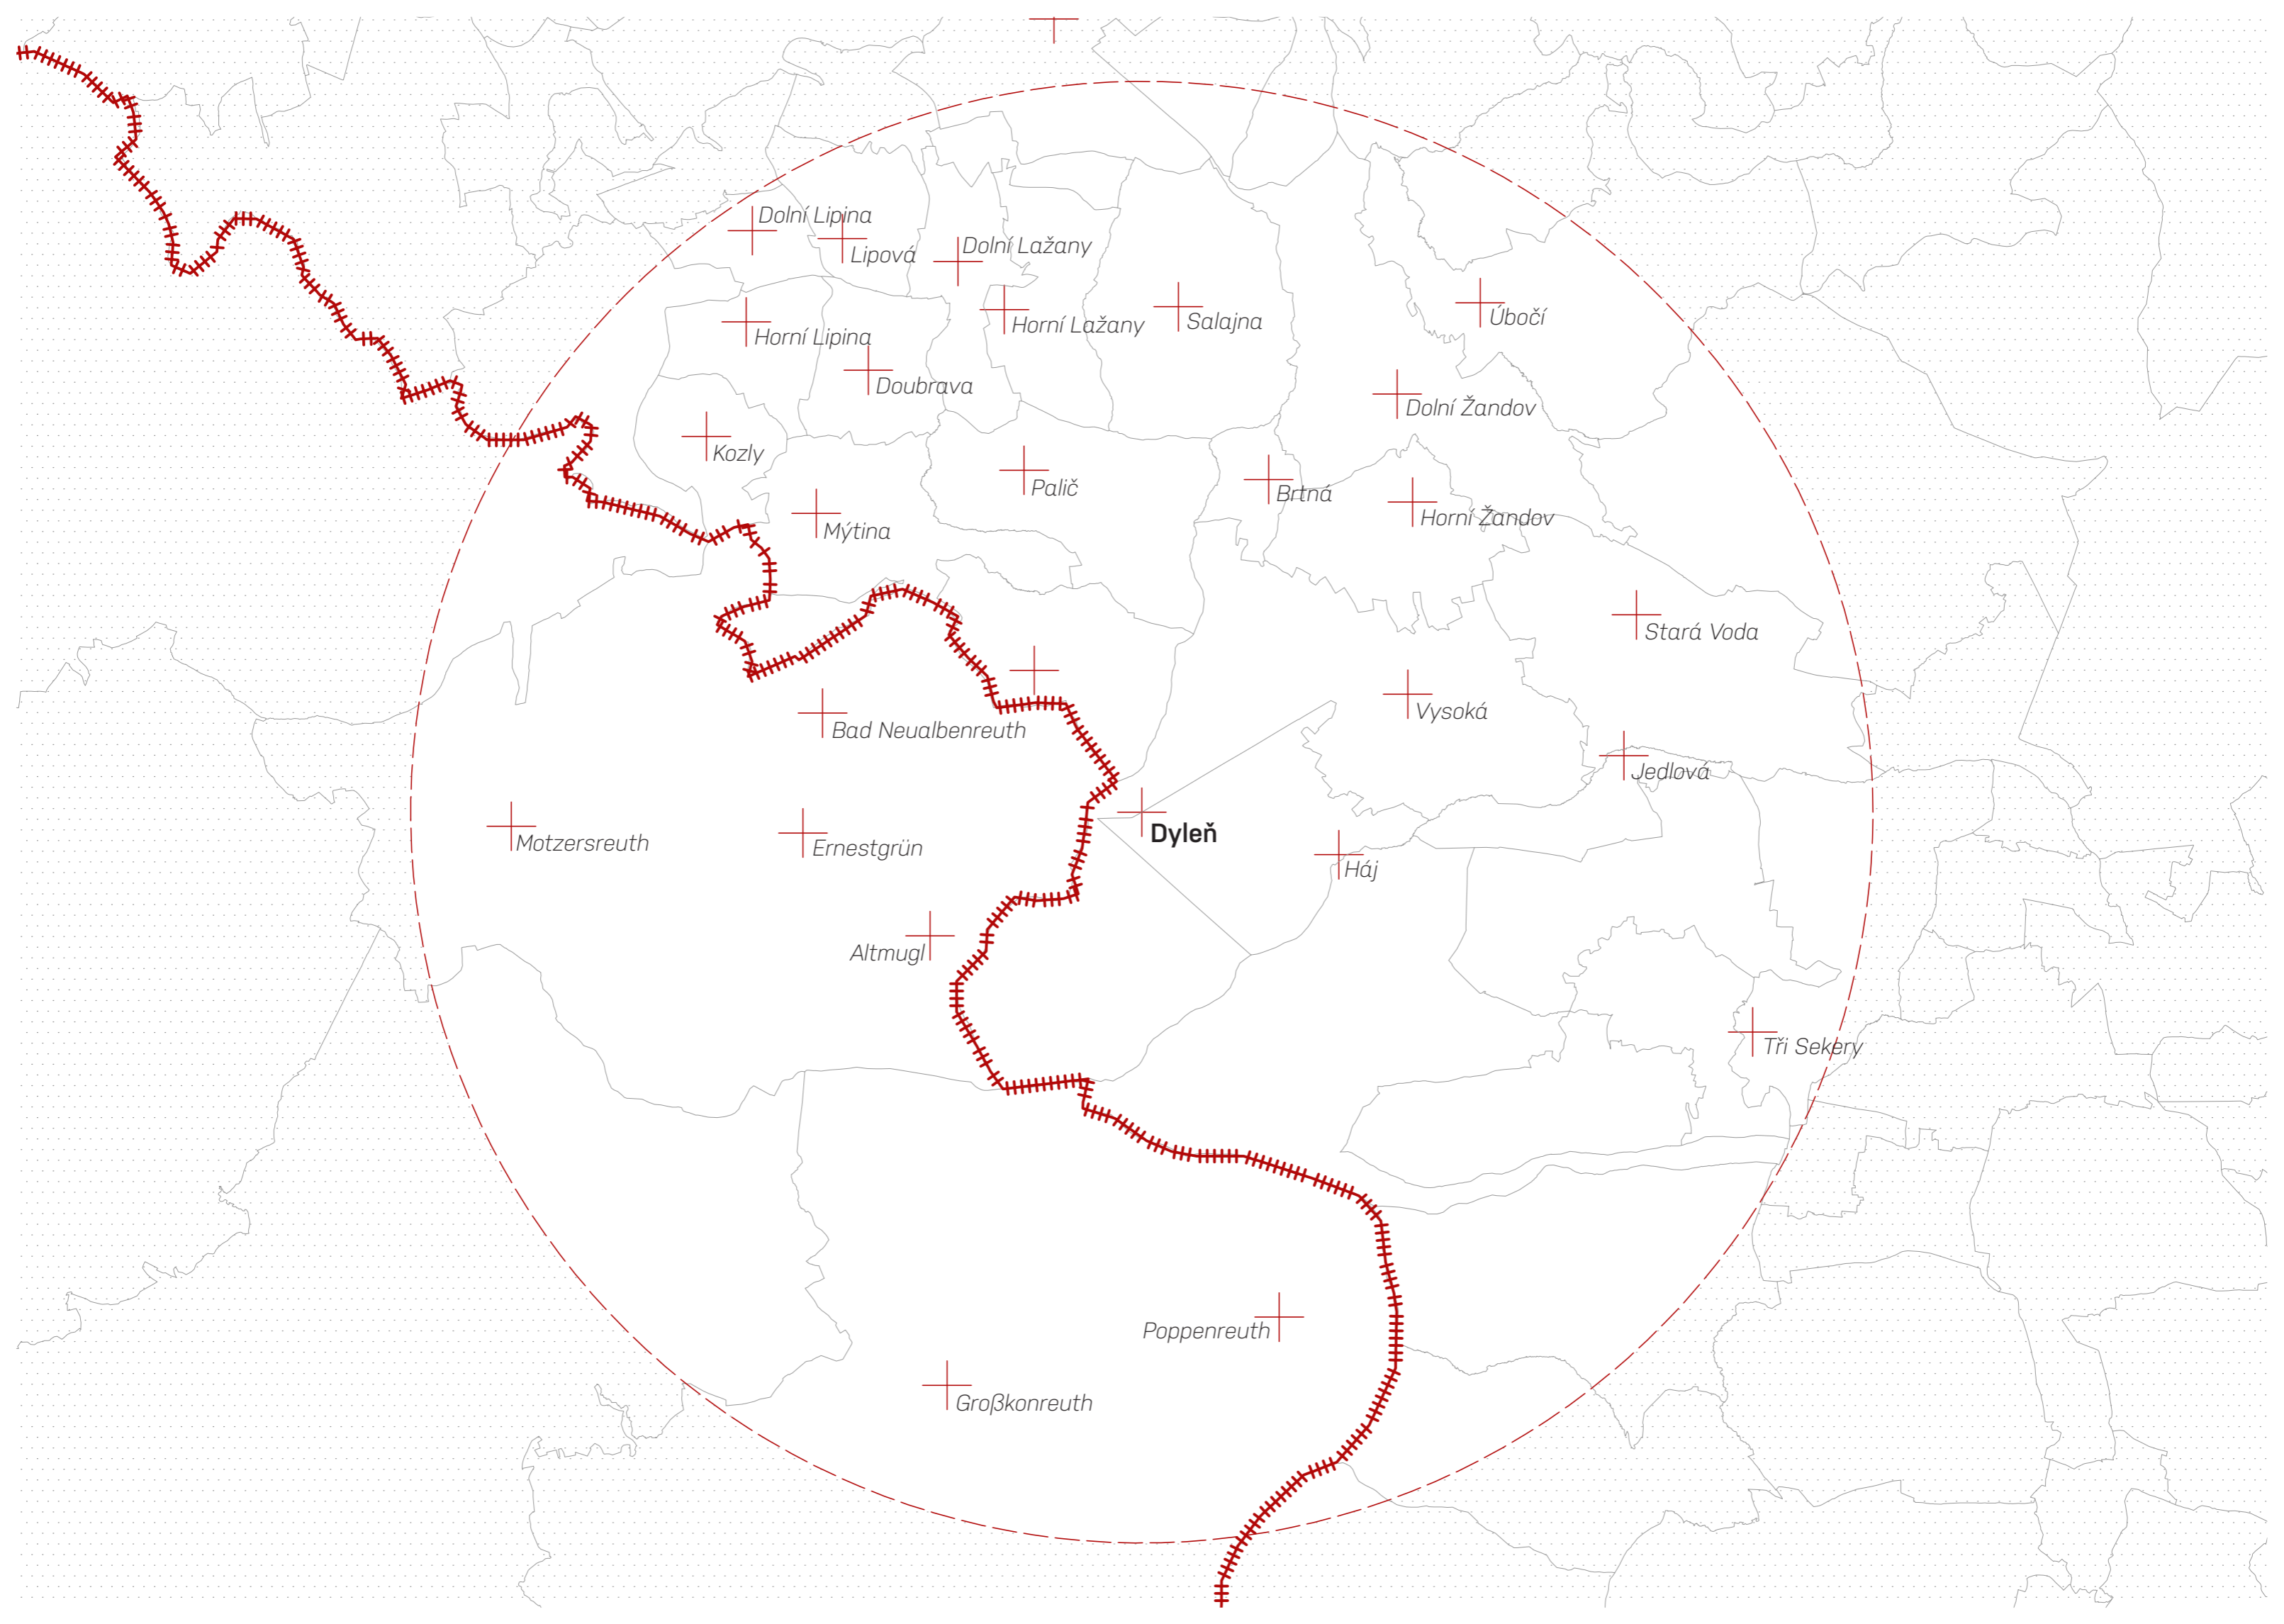 Dolní Lipina
Lipová
Dolní Lažany
Horní Lipina
Horní Lažany
Salajna
Úbočí
Doubrava
Dolní Žandov
Kozly
Palič
Brtná
Horní Žandov
Mýtina
Stará Voda
Vysoká
Bad Neualbenreuth
Jedlová
Dyleň
Motzersreuth
Ernestgrün
Háj
Altmugl
Tři Sekery
Poppenreuth
Großkonreuth